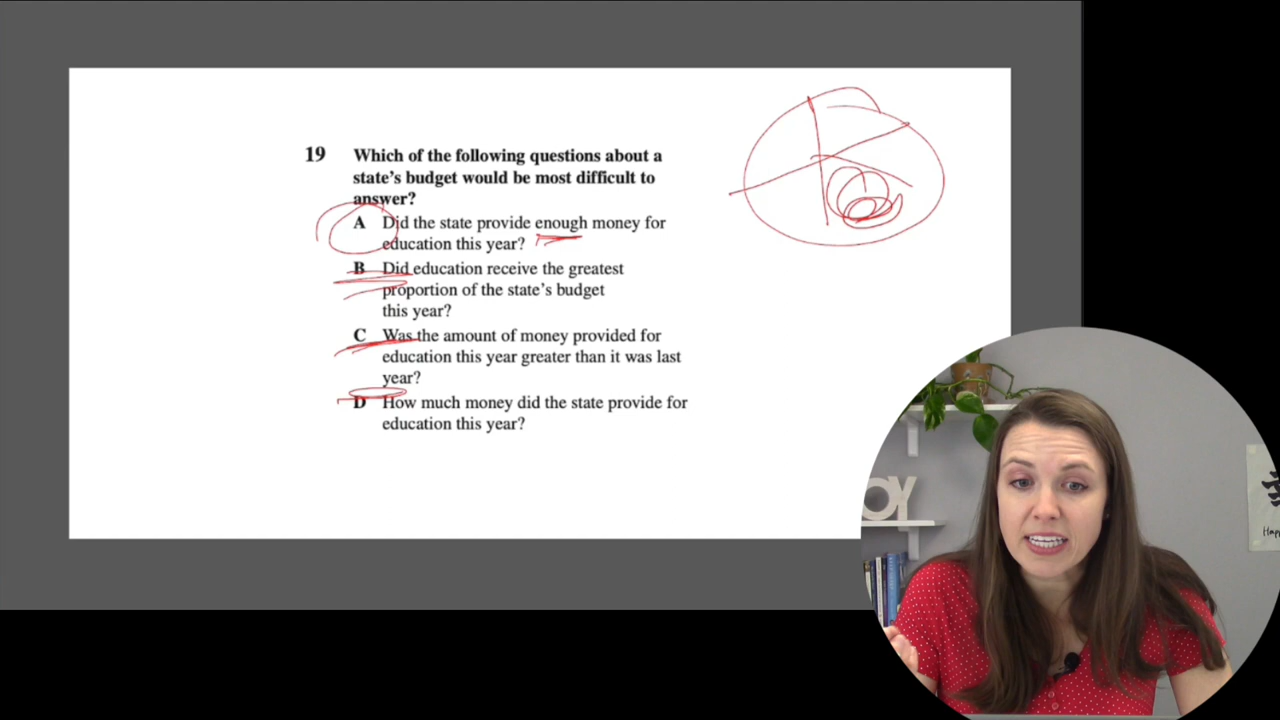 19 Which of the following questions about a
state's budget would be most difficult to
answer?
A Did the state provide enough money for
education this year?
B Did education receive the greatest
proportion of the state's budget
this year?
C Was the amount of money provided for
education this year greater than it was last
year?
D How much money did the state provide for
education this year?
OY
Happ